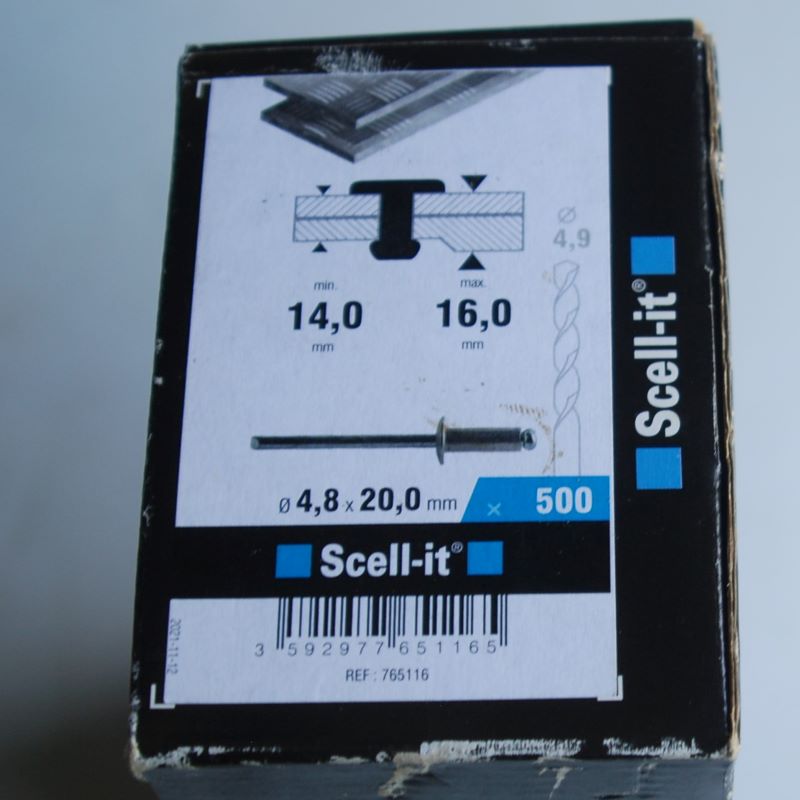 Ø
4,9
min.
14,0
mm
max.
16,0
mm
Ø 4,8 x 20,0 mm x 500
Scell-it®
3 592977 651165
REF : 765116
2021-11-12
Scell-it®